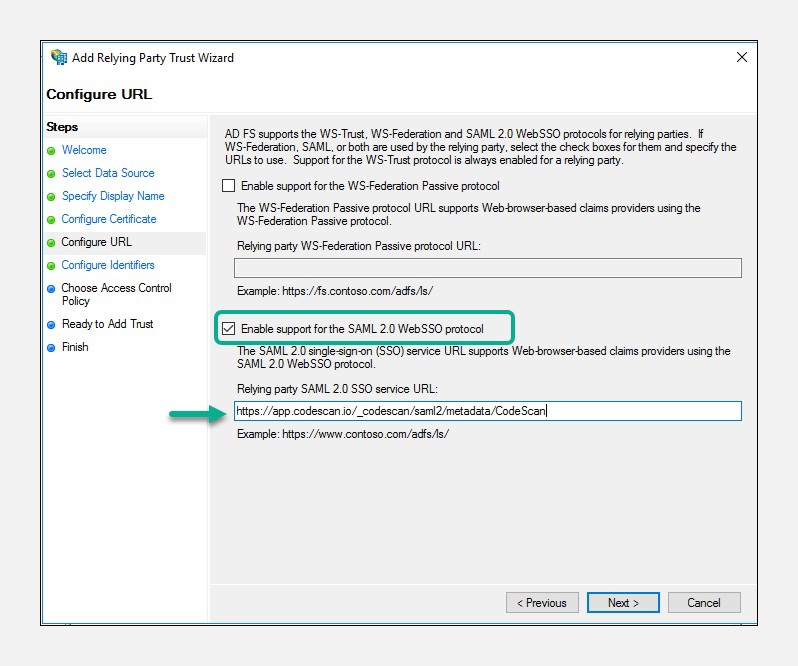 Add Relying Party Trust Wizard
Configure URL
Steps
Welcome
Select Data Source
Specify Display Name
Configure Certificate
Configure URL
Configure Identifiers
Choose Access Control
Policy
Ready to Add Trust
Finish
AD FS supports the WS-Trust, WS-Federation and SAML 2.0 WebSSO protocols for relying parties. If
WS-Federation, SAML, or both are used by the relying party, select the check boxes for them and specify the
URLs to use. Support for the WS-Trust protocol is always enabled for a relying party.
Enable support for the WS-Federation Passive protocol
The WS-Federation Passive protocol URL supports Web-browser-based claims providers using the
WS-Federation Passive protocol.
Relying party WS-Federation Passive protocol URL:
Example: https://fs.contoso.com/adfs/ls/
Enable support for the SAML 2.0 WebSSO protocol
The SAML 2.0 single-sign-on (SSO) service URL supports Web-browser-based claims providers using the
SAML 2.0 WebSSO protocol.
Relying party SAML 2.0 SSO service URL:
https://app.codescan.io/_codescan/saml2/metadata/CodeScan
Example: https://www.contoso.com/adfs/ls/
< Previous
Next >
Cancel